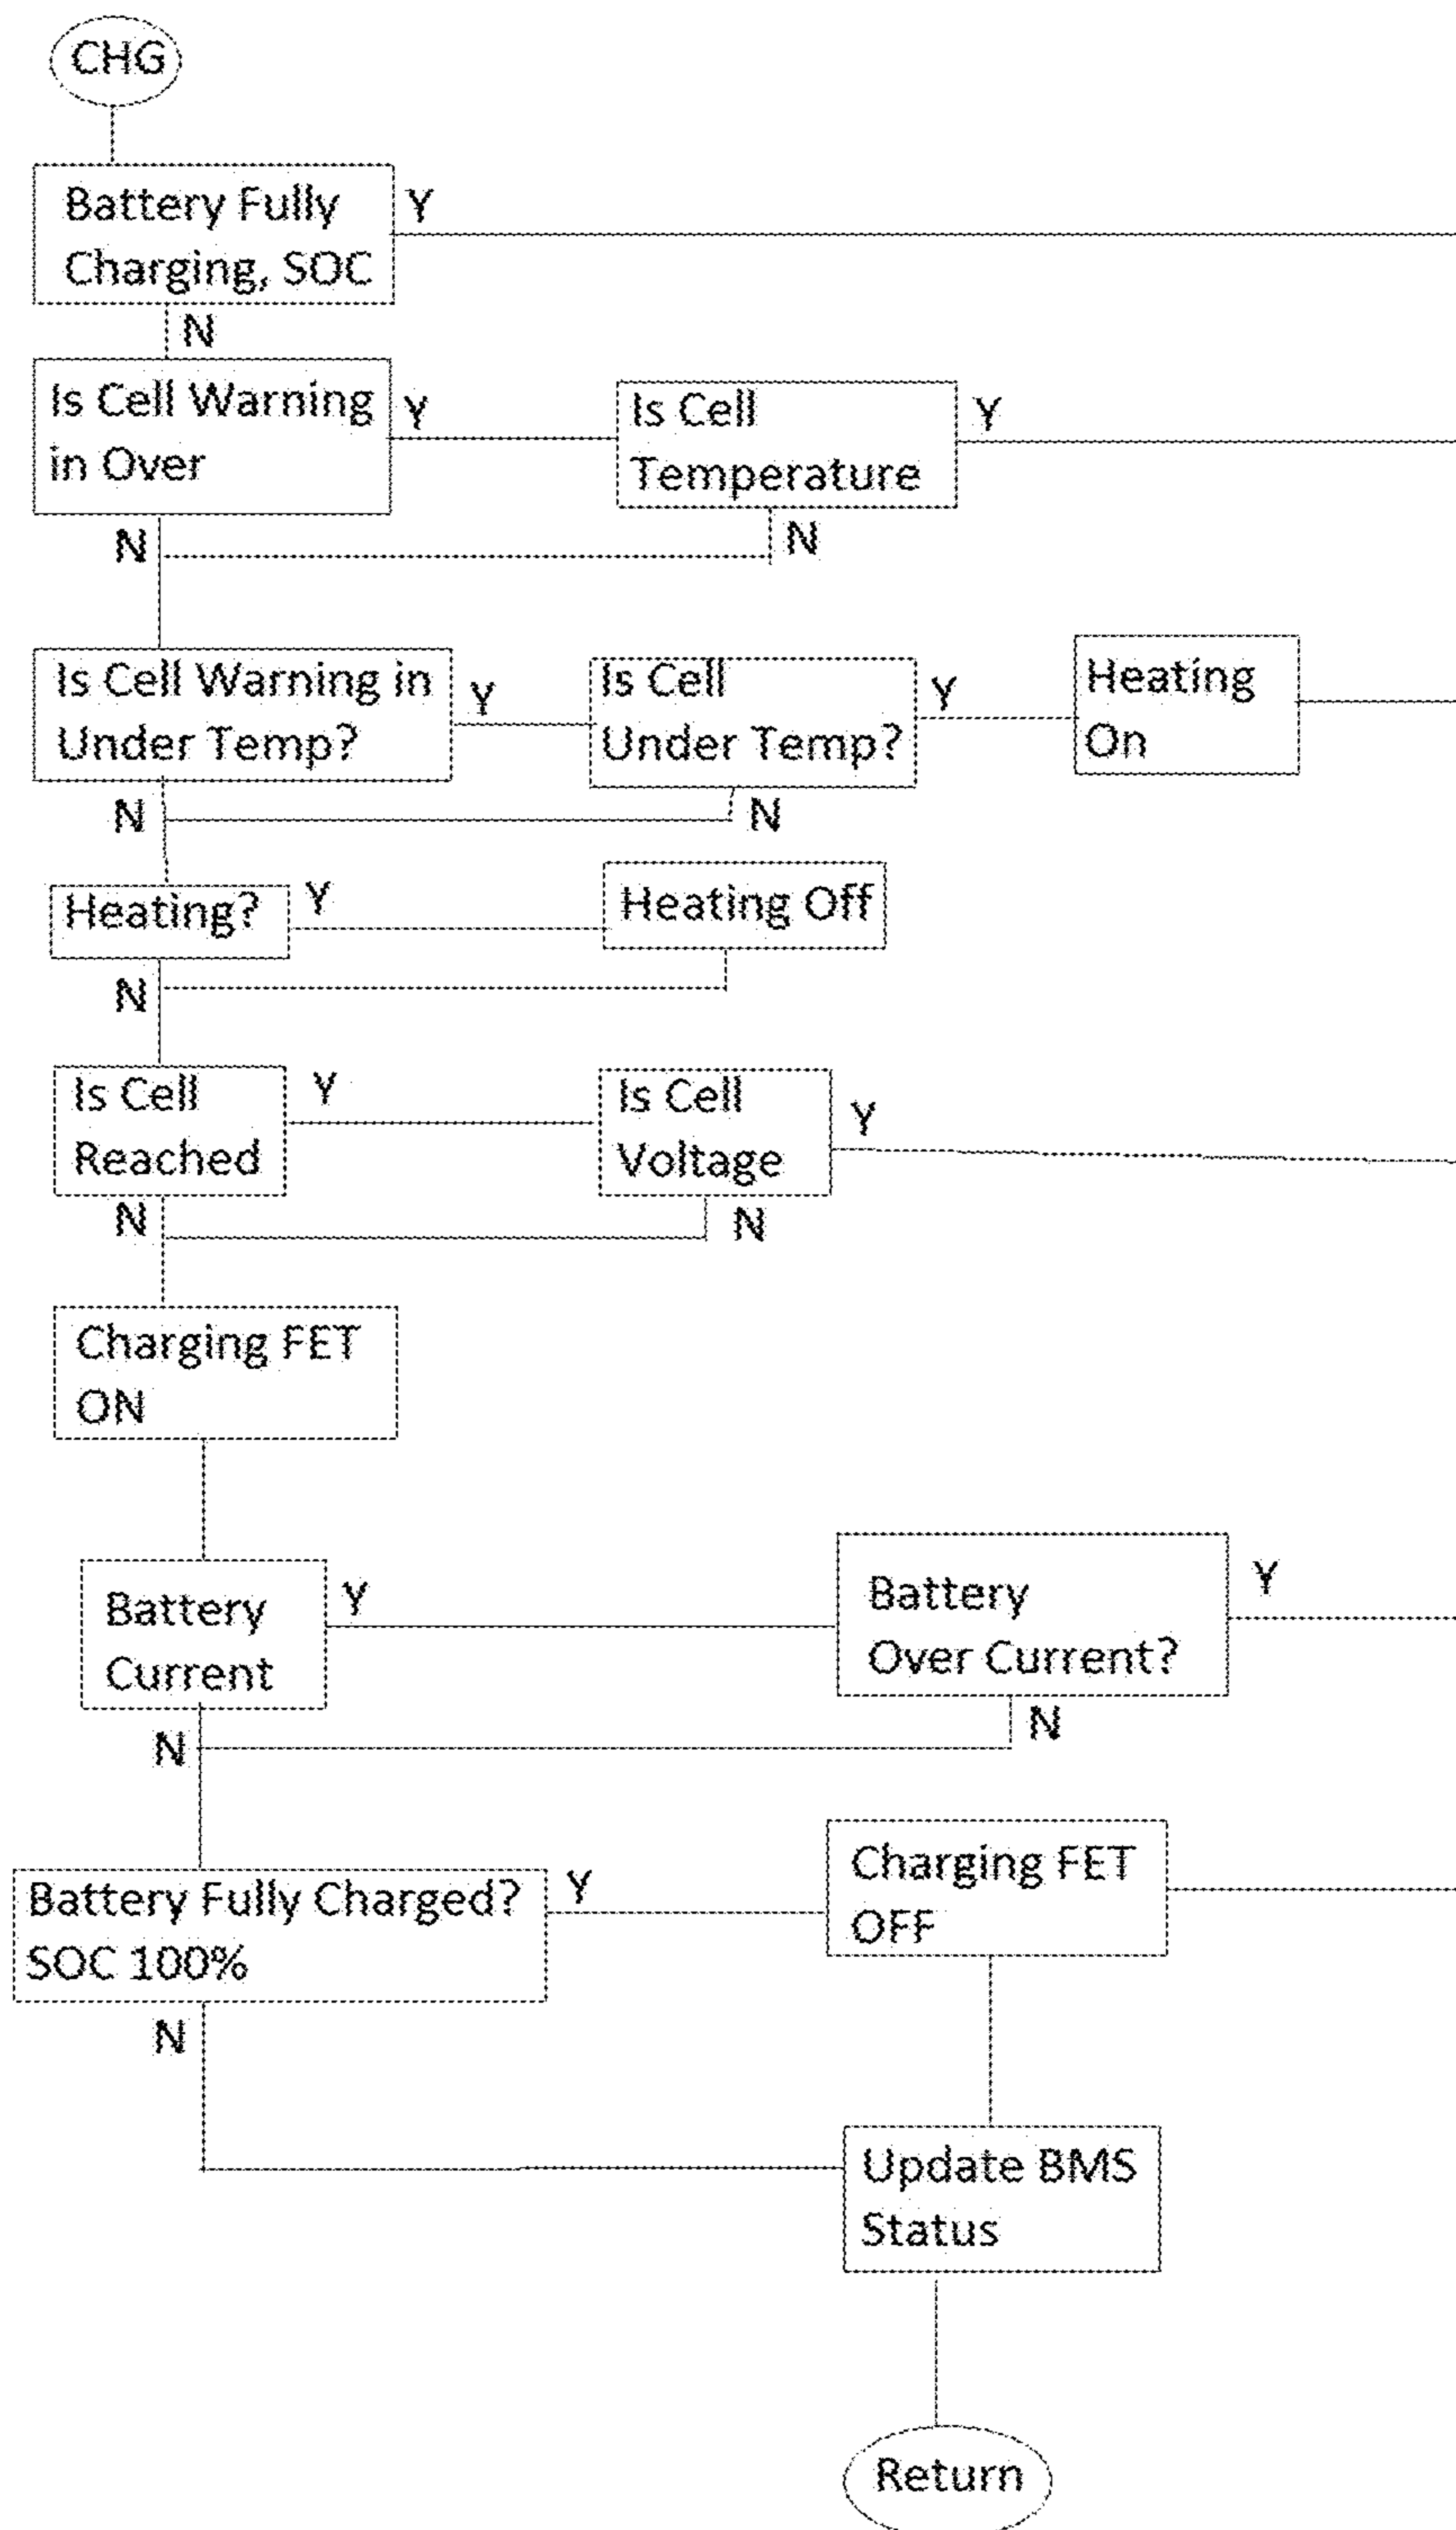 CHG
Battery Fully
Charging, SOC
Y
N
Is Cell Warning
in Over
Y
Is Cell
Temperature
Y
N
N
Is Cell Warning in
Under Temp?
Y
Is Cell
Under Temp?
Y
Heating
On
N
N
Heating?
Y
Heating Off
N
Is Cell
Reached
Y
Is Cell
Voltage
Y
N
N
Charging FET
ON
Battery
Current
Y
Battery
Over Current?
Y
N
N
Battery Fully Charged?
SOC 100%
Y
Charging FET
OFF
N
Update BMS
Status
Return